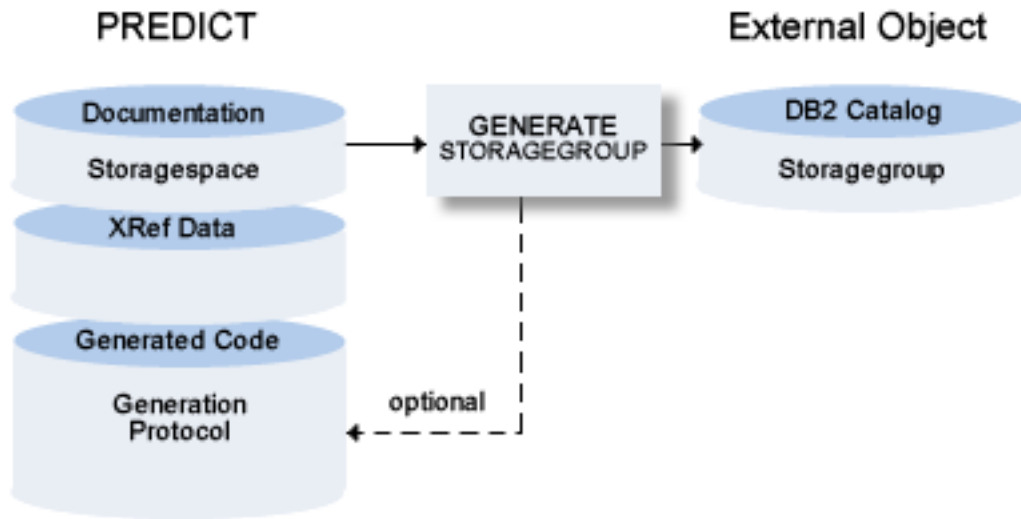 PREDICT
External Object
Documentation
Storagespace
GENERATE
STORAGEGROUP
DB2 Catalog
Storagegroup
XRef Data
Generated Code
Generation
Protocol
optional